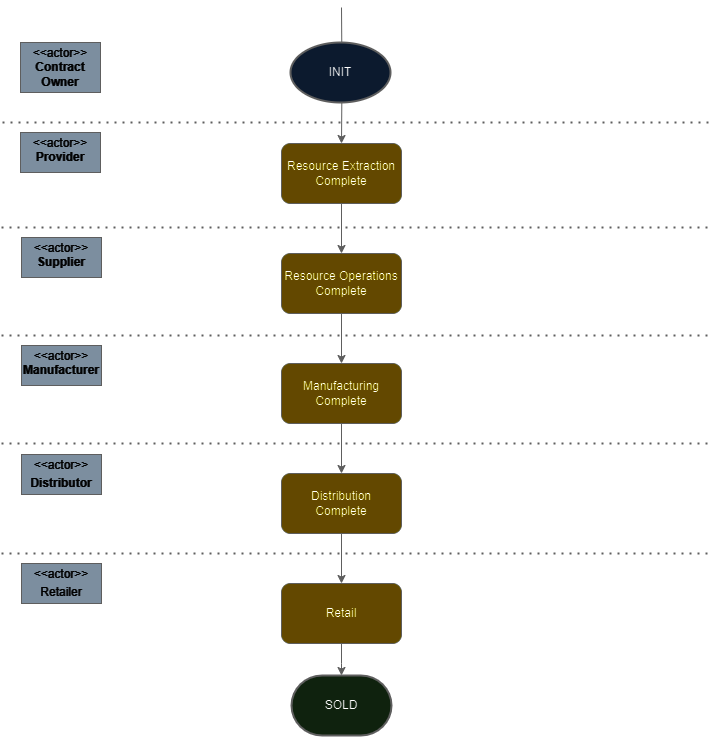 <<actor>>
Contract
Owner
INIT
<<actor>>
Provider
Resource Extraction
Complete
<<actor>>
Supplier
Resource Operations
Complete
<<actor>>
Manufacturer
Manufacturing
Complete
<<actor>>
Distributor
Distribution
Complete
<<actor>>
Retailer
Retail
SOLD